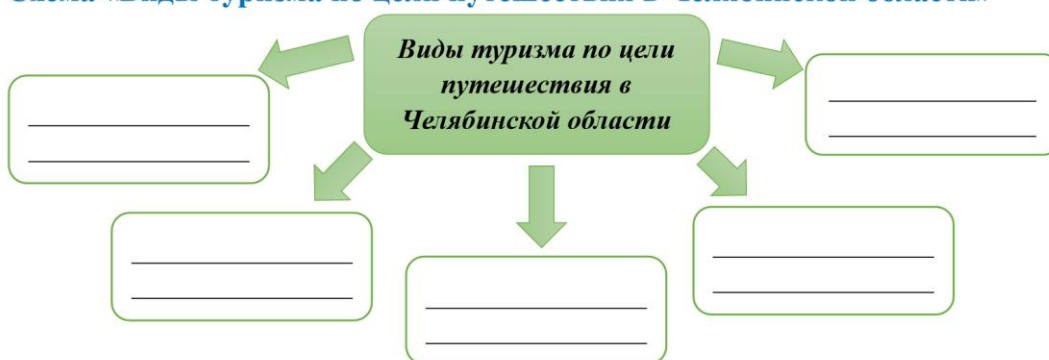 Схема «Виды туризма по цели путешествия в Челябинской области»
Виды туризма по цели
путешествия в
Челябинской области